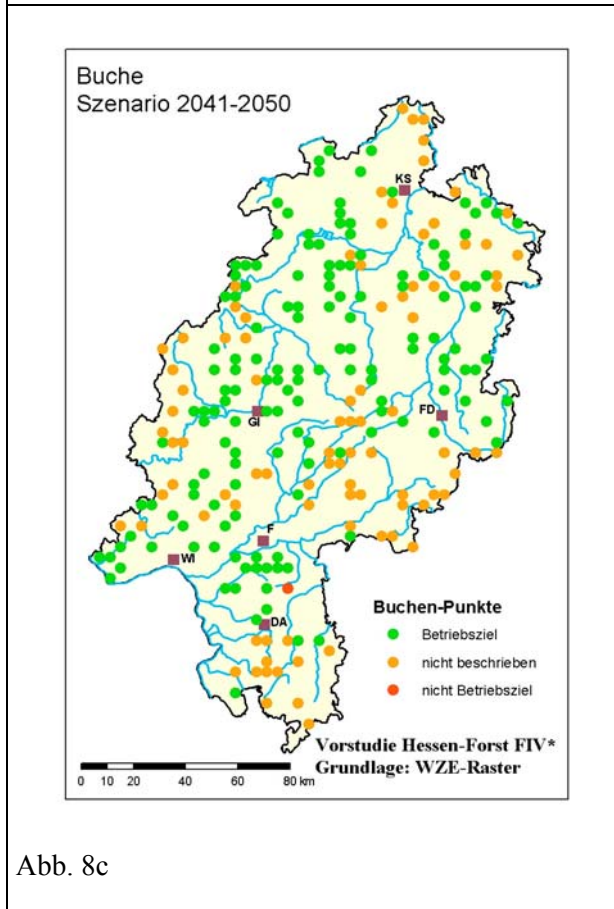 Buche
Szenario 2041-2050
KS
GI
FD
F
WI
DA
Buchen-Punkte
Betriebsziel
nicht beschrieben
nicht Betriebsziel
Vorstudie Hessen-Forst FIV*
Grundlage: WZE-Raster
0 10 20 40 60 80 km
Abb. 8c